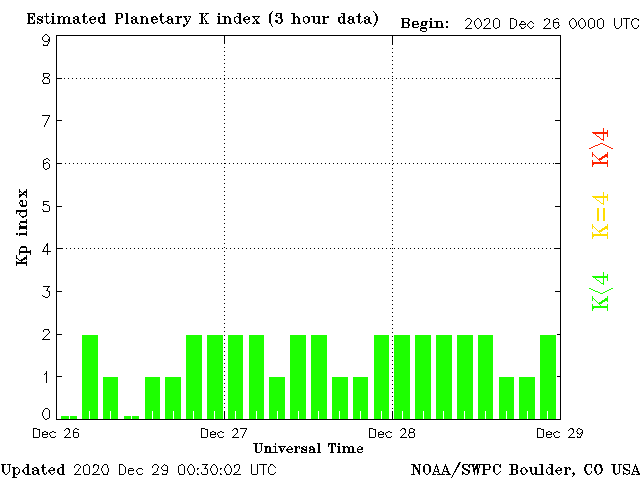 Estimated Planetary K index (3 hour data) Begin: 2020 Dec 26 0000 UTC
9
8
7
6
5
4
3
2
1
0
Kp index
K>4
K=4
K<4
Dec 26 Dec 27 Dec 28 Dec 29
Universal Time
Updated 2020 Dec 29 00:30:02 UTC NOAA/SWPC Boulder, CO USA